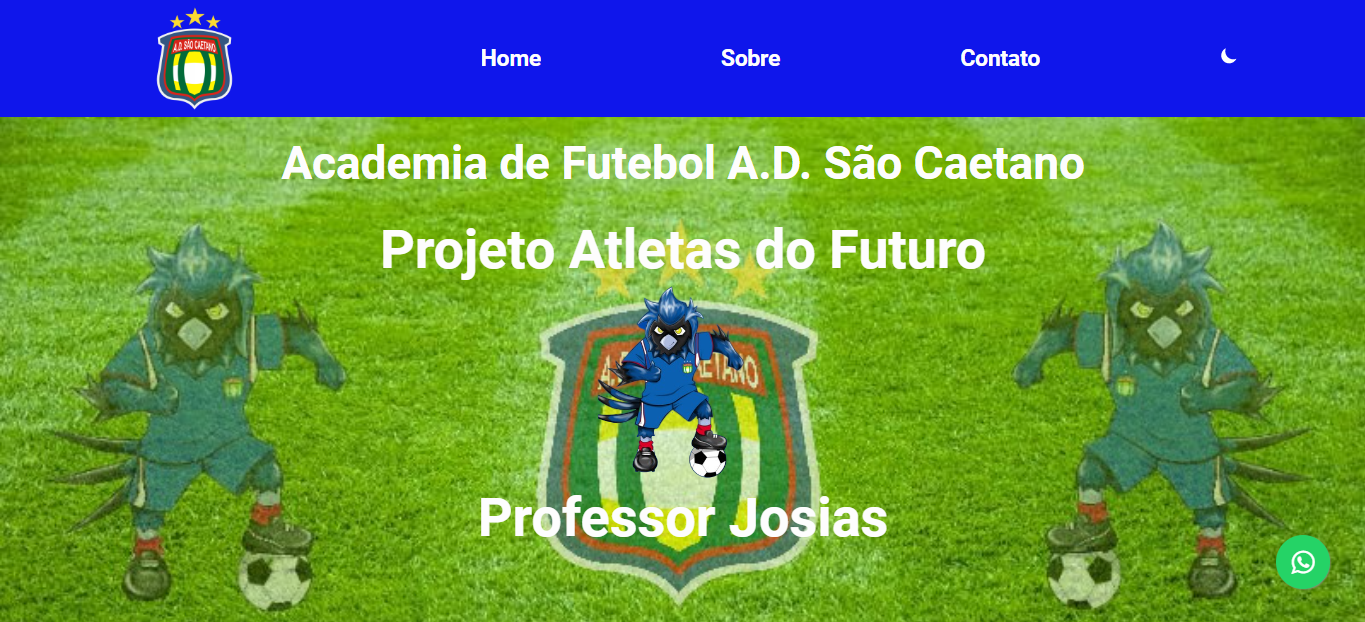 A.D. SÃO CAETANO
Home
Sobre
Contato
Academia de Futebol A.D. São Caetano
Projeto Atletas do Futuro
Professor Josias